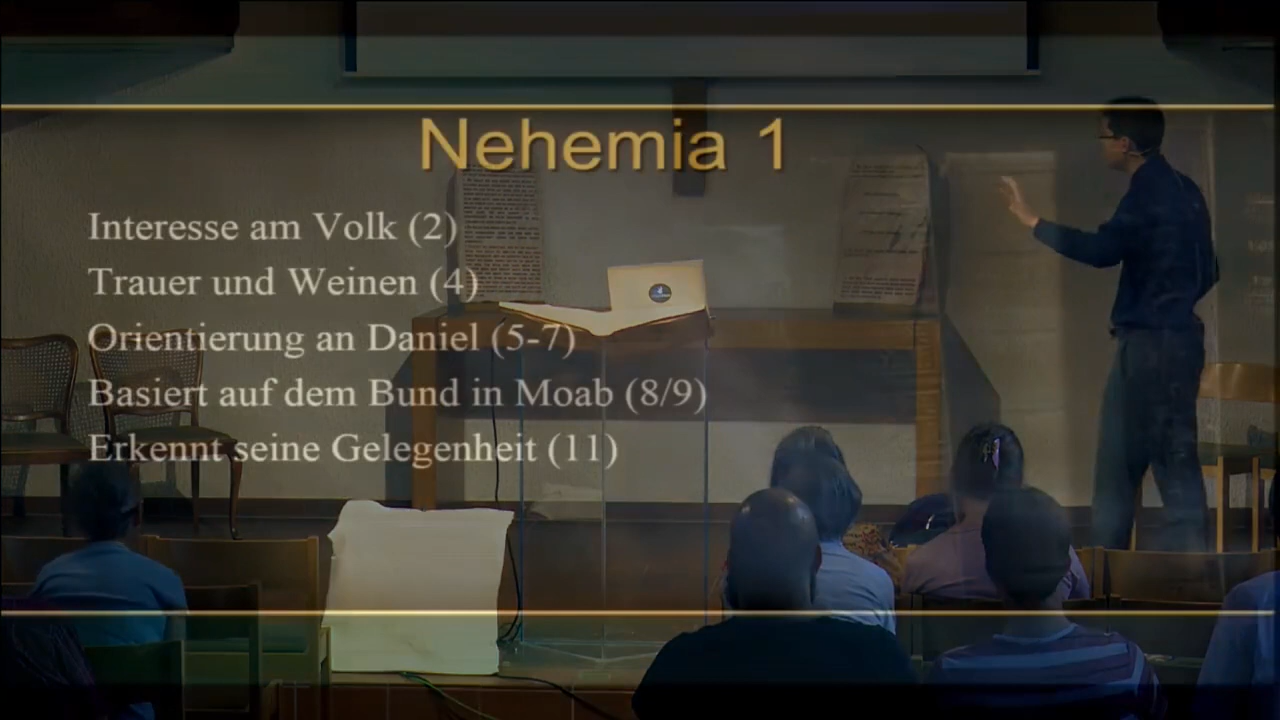 Nehemia 1
Interesse am Volk (2)
Trauer und Weinen (4)
Orientierung an Daniel (5-7)
Basiert auf dem Bund in Moab (8/9)
Erkennt seine Gelegenheit (11)